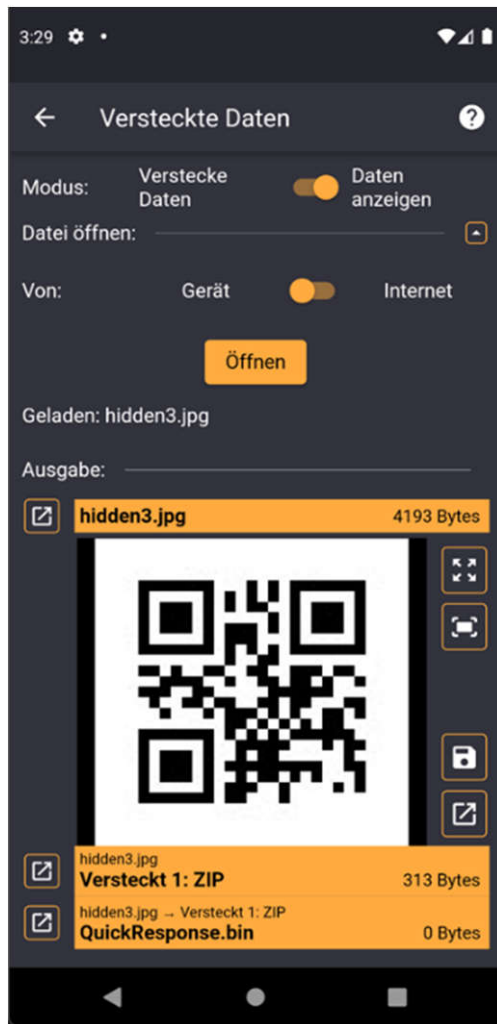 3:29
Versteckte Daten
Modus: Verstecke Daten Daten anzeigen
Datei öffnen:
Von: Gerät Internet
Öffnen
Geladen: hidden3.jpg
Ausgabe:
hidden3.jpg 4193 Bytes
hidden3.jpg
Versteckt 1: ZIP 313 Bytes
hidden3.jpg → Versteckt 1: ZIP
QuickResponse.bin 0 Bytes